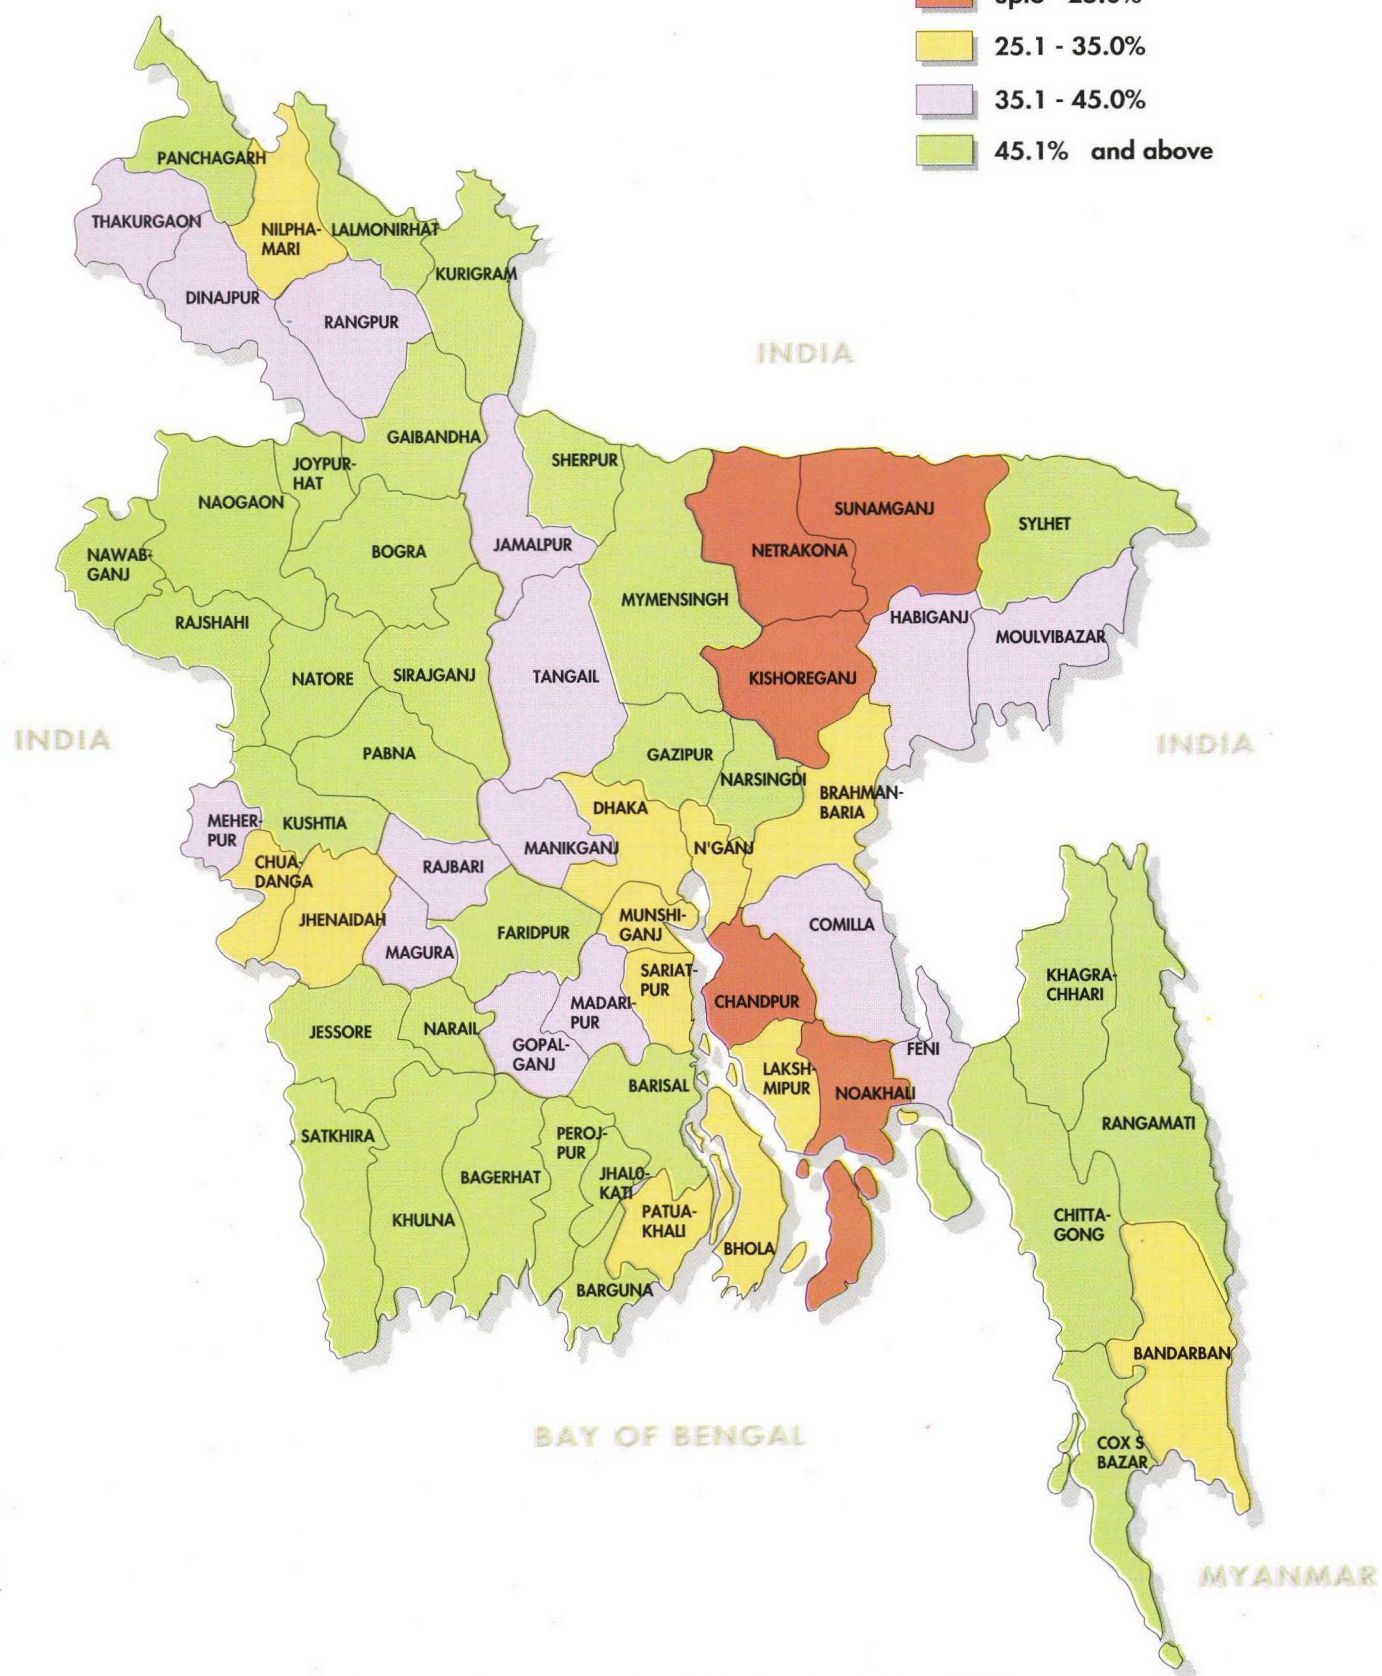 25.1 - 35.0%
35.1 - 45.0%
45.1% and above
PANCHAGARH
THAKURGAON
NILPHA-
MARI
LALMONIRHAT
KURIGRAM
DINAJPUR
RANGPUR
INDIA
GAIBANDHA
JOYPUR-
HAT
SHERPUR
NAOGAON
SUNAMGANJ
SYLHET
NAWAB-
GANJ
BOGRA
JAMALPUR
NETRAKONA
MYMENSINGH
RAJSHAHI
HABIGANJ
MOULVIBAZAR
NATORE
SIRAJGANJ
TANGAIL
KISHOREGANJ
INDIA
INDIA
PABNA
GAZIPUR
NARSINGDI
BRAHMAN-
BARIA
DHAKA
MEHER-
PUR
KUSHTIA
MANIKGANJ
N'GANJ
CHUA-
DANGA
RAJBARI
JHENAIDAH
MUNSHI-
GANJ
COMILLA
FARIDPUR
MAGURA
SARIAT-
PUR
KHAGRA-
CHHARI
MADARI-
PUR
CHANDPUR
JESSORE
NARAIL
GOPAL-
GANJ
FENI
LAKSH-
MIPUR
BARISAL
NOAKHALI
SATKHIRA
PEROJ-
PUR
RANGAMATI
BAGERHAT
JHALO-
KATI
KHULNA
PATUA-
KHALI
CHITTA-
GONG
BHOLA
BARGUNA
BANDARBAN
BAY OF BENGAL
COX S
BAZAR
MYANMAR